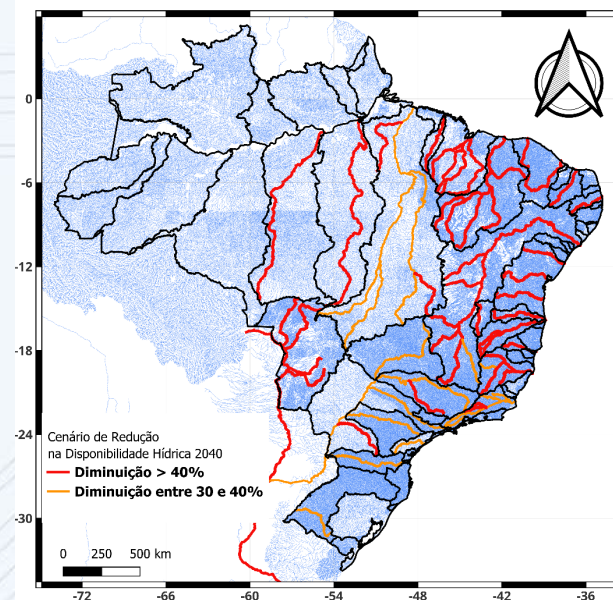 0
-6
-12
-18
-24
Cenário de Redução
na Disponibilidade Hídrica 2040
Diminuição > 40%
Diminuição entre 30 e 40%
-30
0 250 500 km
-72 -66 -60 -54 -48 -42 -36